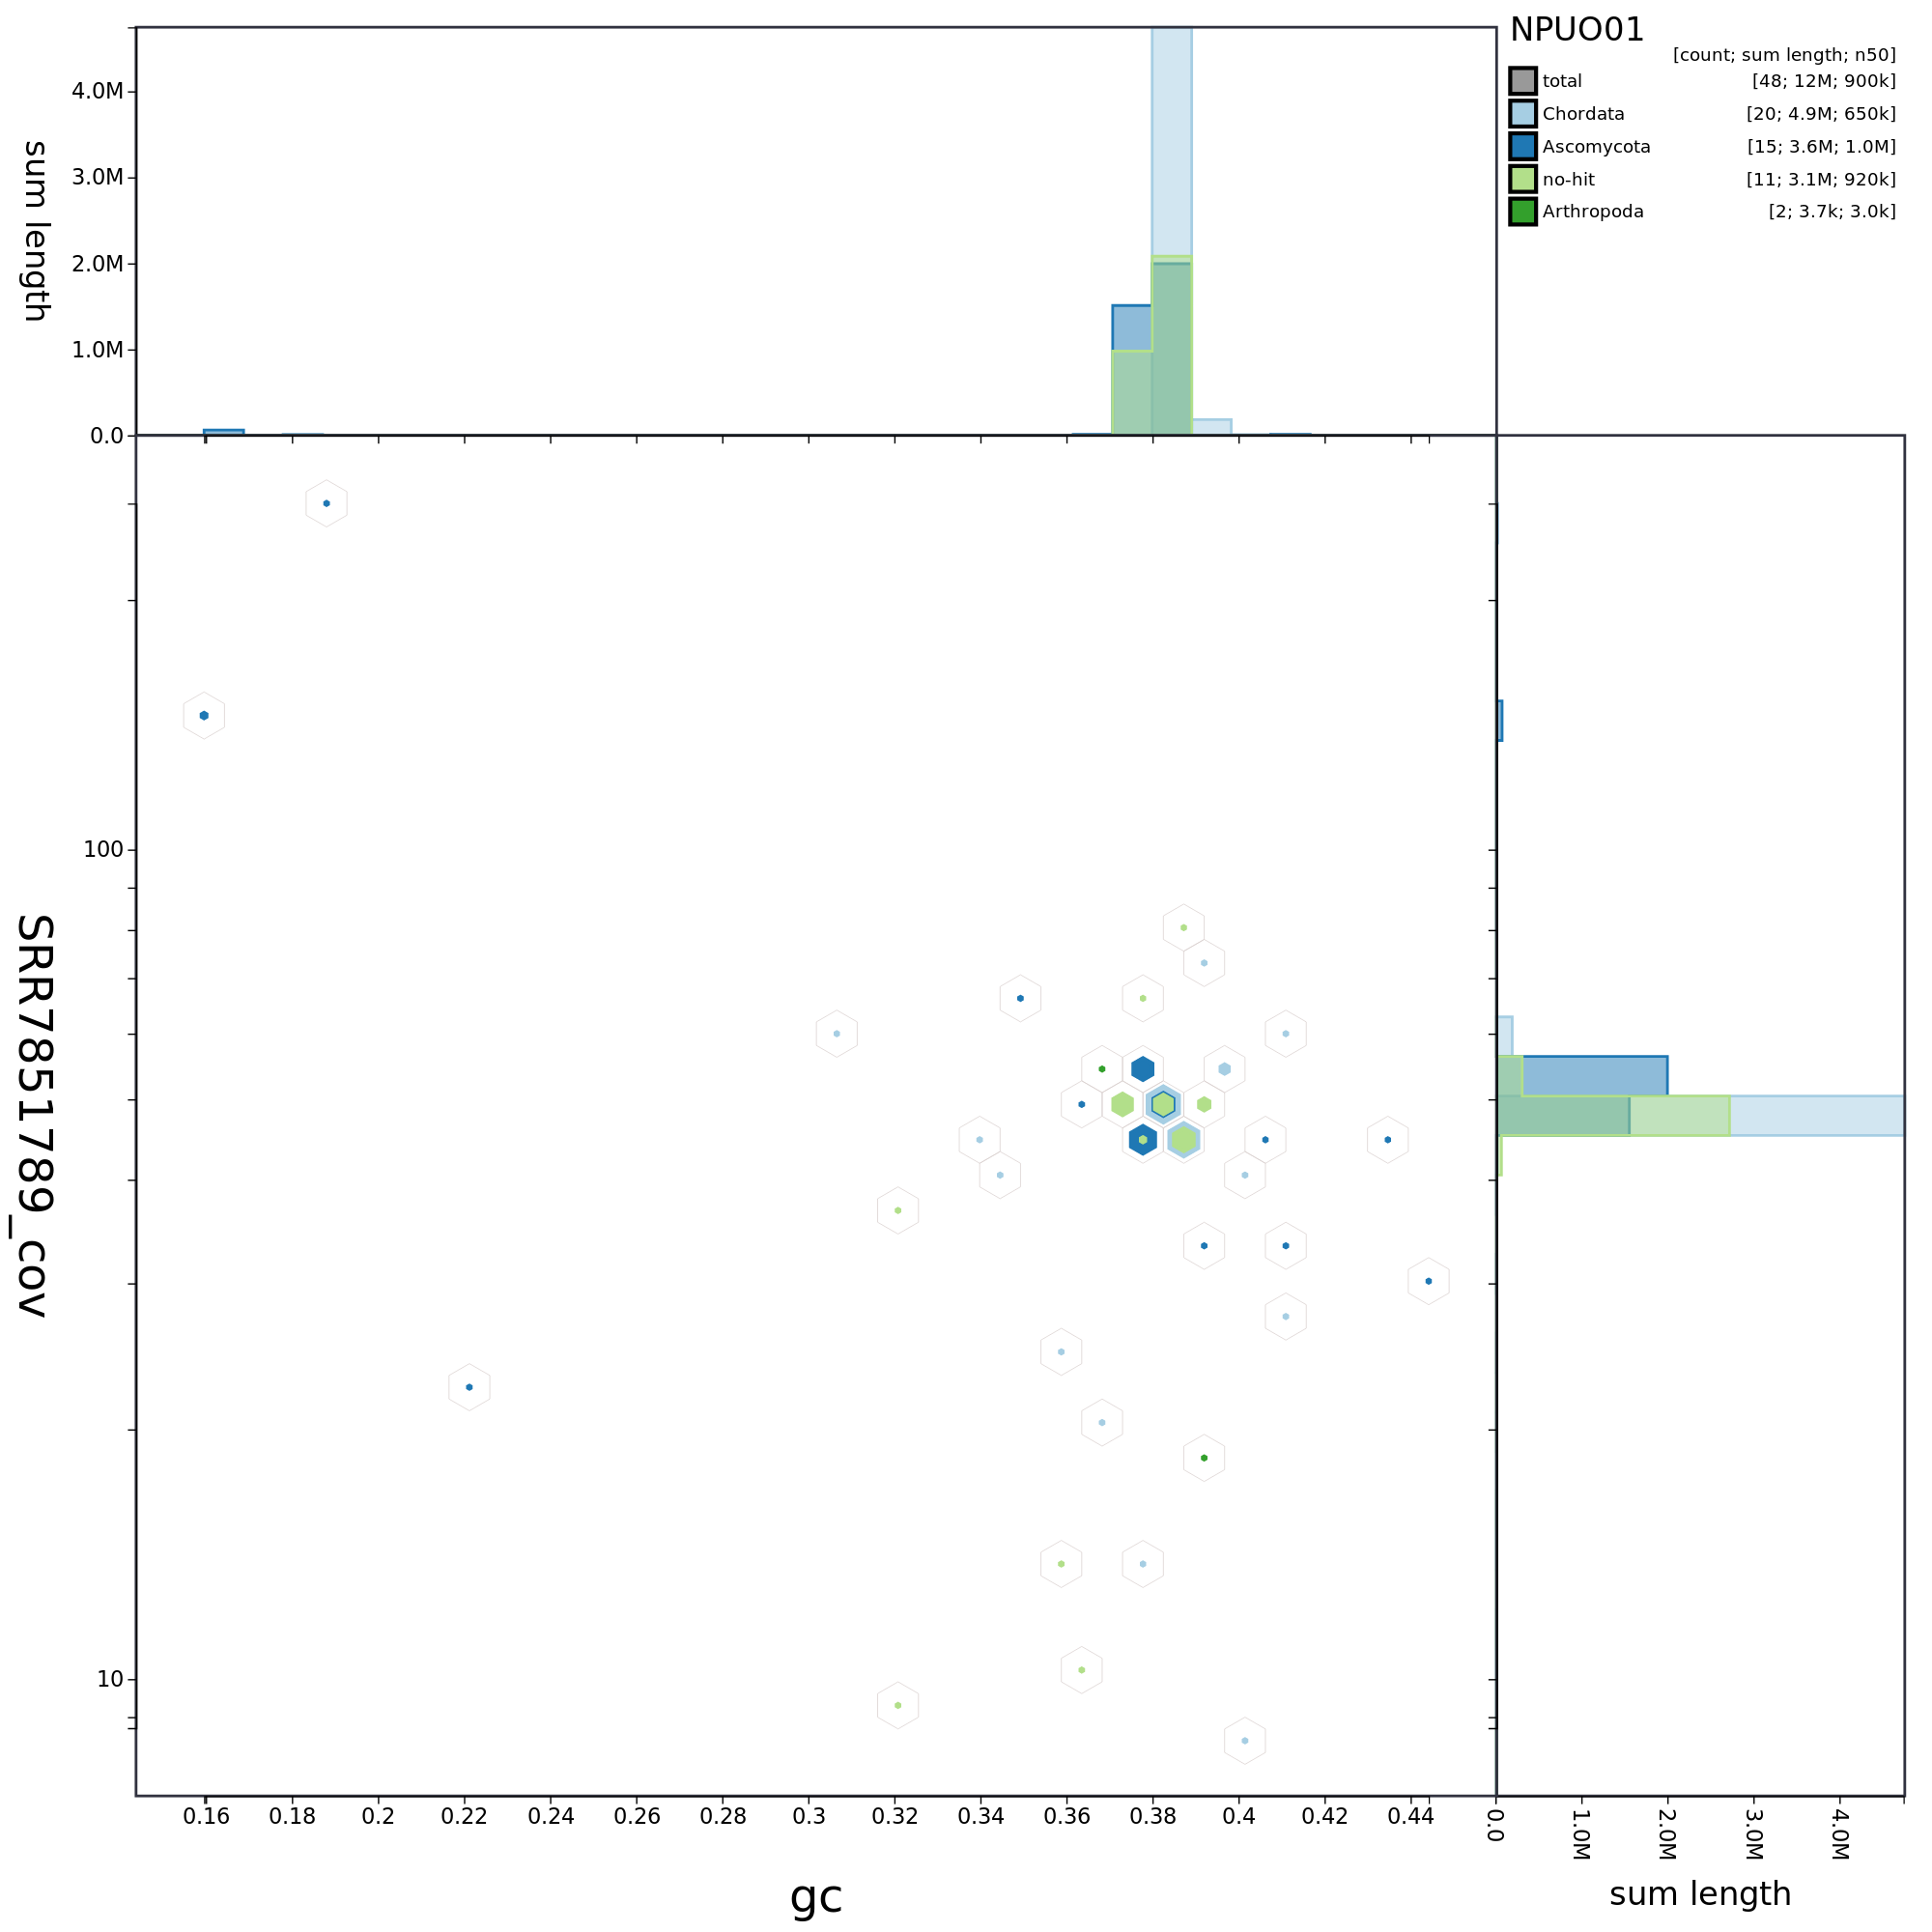 NPUO01
[count; sum length; n50]
total [48; 12M; 900k]
Chordata [20; 4.9M; 650k]
Ascomycota [15; 3.6M; 1.0M]
no-hit [11; 3.1M; 920k]
Arthropoda [2; 3.7k; 3.0k]
sum length
4.0M
3.0M
2.0M
1.0M
0.0
SRR7851789_cov
100
10
0.16 0.18 0.2 0.22 0.24 0.26 0.28 0.3 0.32 0.34 0.36 0.38 0.4 0.42 0.44
gc
0.0 1.0M 2.0M 3.0M 4.0M
sum length